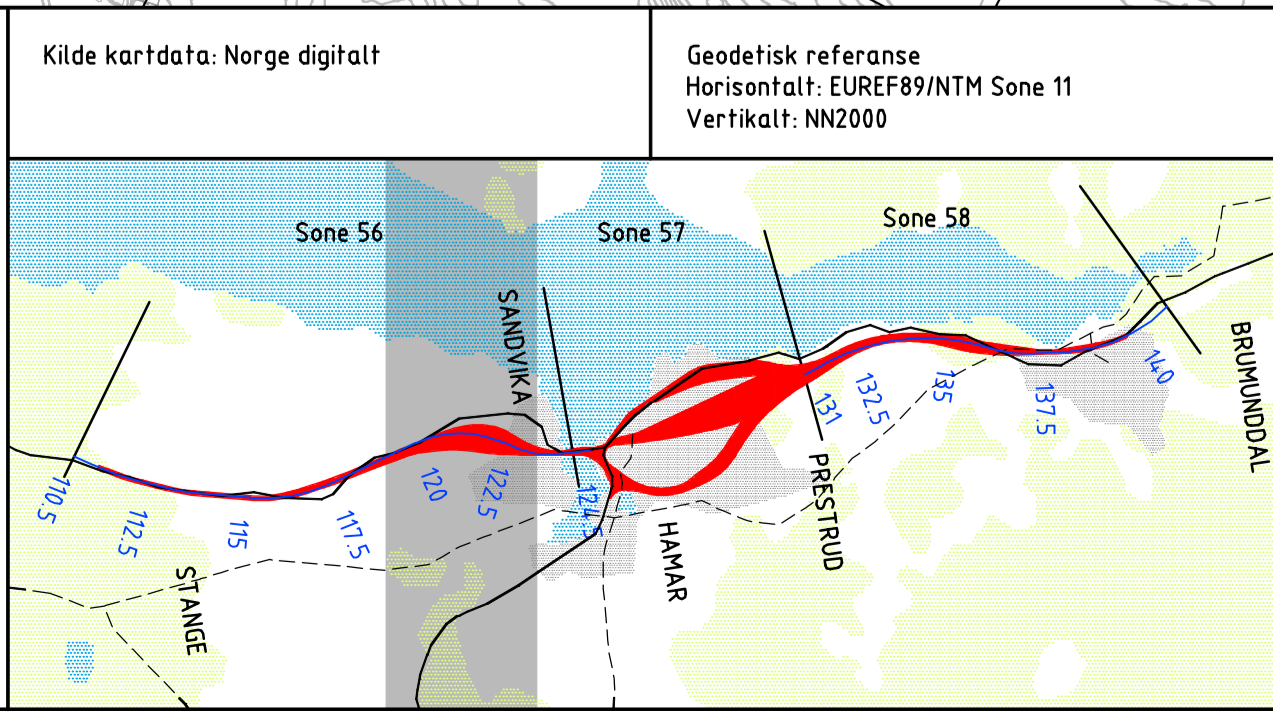 Kilde kartdata: Norge digitalt
Geodetisk referanse
Horisontalt: EUREF89/NTM Sone 11
Vertikalt: NN2000
Sone 56
Sone 57
Sone 58
SANDVIKA
BRUMUNDDAL
110.5
112.5
115
117.5
120
122.5
124.5
131
132.5
135
137.5
140
STANGE
HAMAR
PRESTRUD